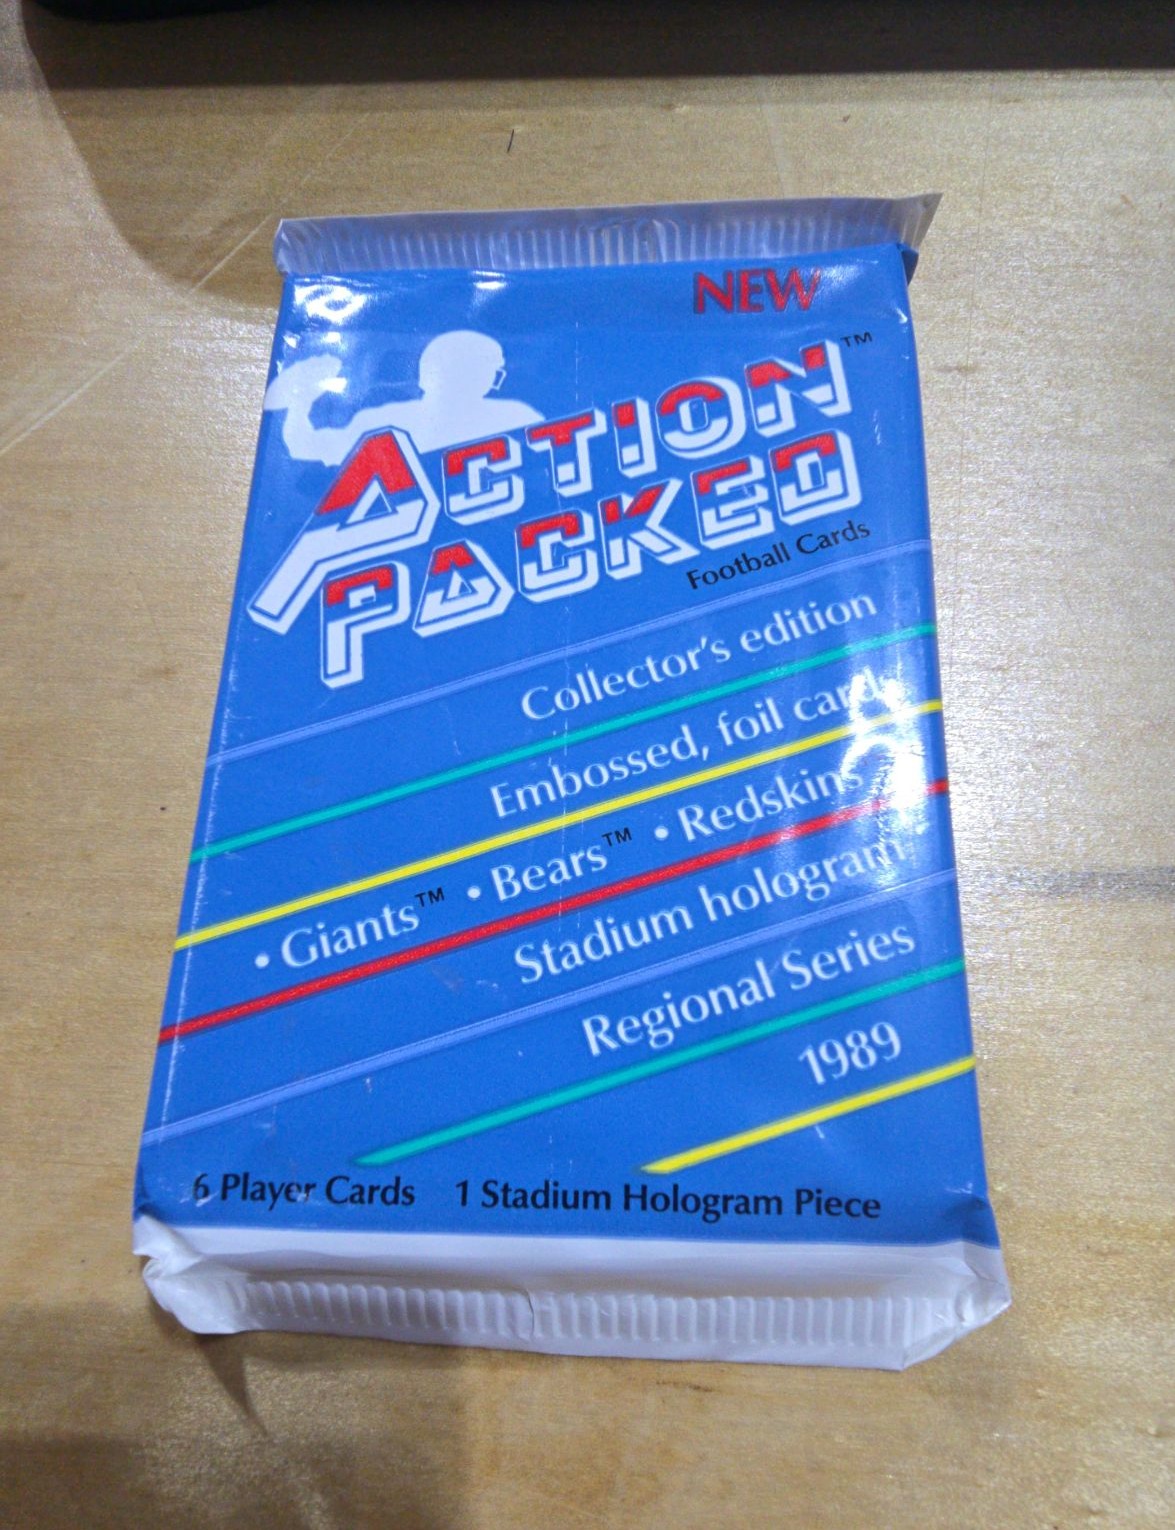 NEW
ACTION™
PACKED
Football Cards
Collector's edition
Embossed, foil card
• Giants™ • Bears™ • Redskins
Stadium hologram
Regional Series
1989
6 Player Cards 1 Stadium Hologram Piece